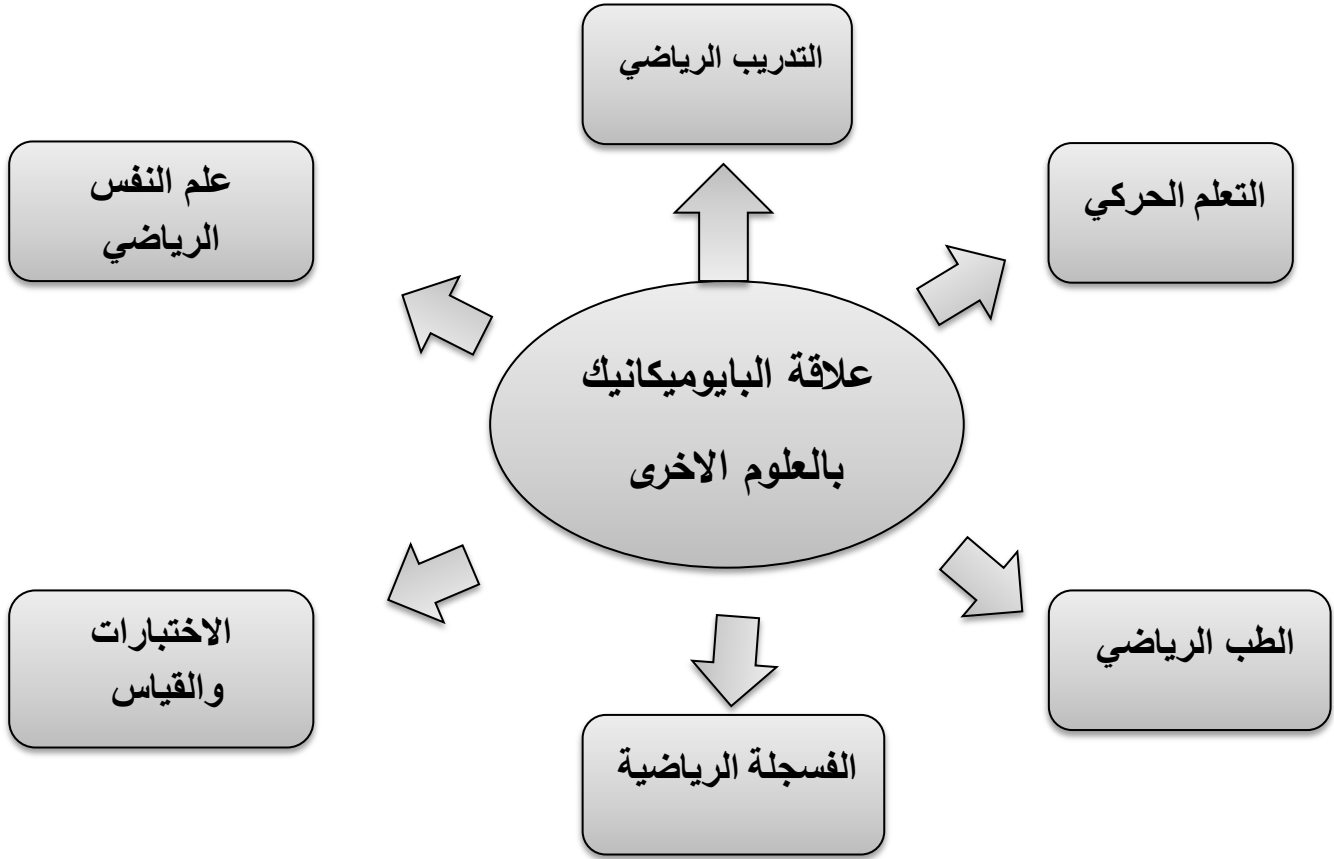 التدريب الرياضي
التعلم الحركي
علم النفس
الرياضي
علاقة البايوميكانيك
بالعلوم الاخرى
الاختبارات
والقياس
الطب الرياضي
الفسجلة الرياضية